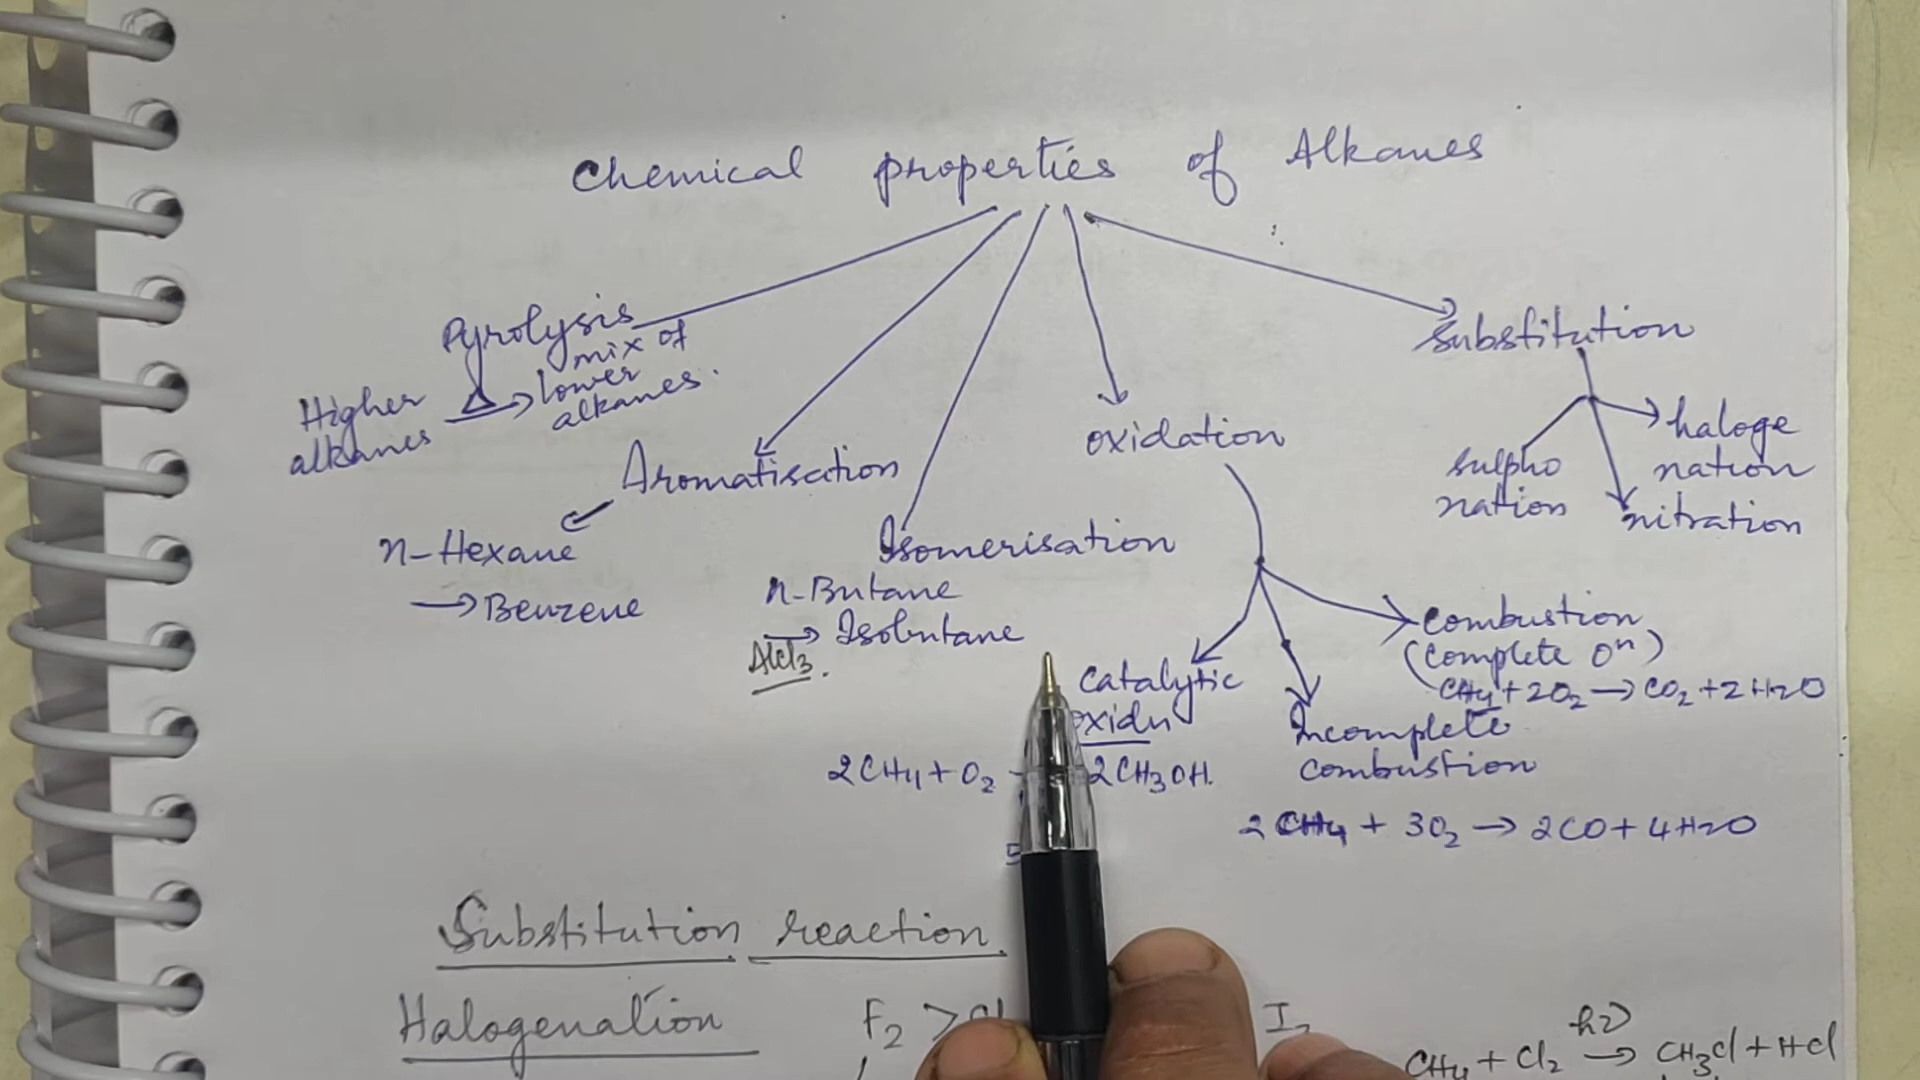 Chemical properties of Alkanes
Pyrolysis
Higher alkanes Δ → mix of lower alkanes.
Aromatisation
n-Hexane
→ Benzene
Isomerisation
n-Butane
→ Isobutane
AlCl3.
oxidation
Catalytic
oxidn
2CH4 + O2 2CH3OH.
Incomplete
combustion
2CH4 + 3O2 → 2CO + 4H2O
Combustion
(Complete On)
CH4 + 2O2 → CO2 + 2H2O
Substitution
sulpho
nation
haloge
nation
nitration
Substitution reaction.
Halogenation F2 > Cl
CH4 + Cl2 hν → CH3Cl + HCl